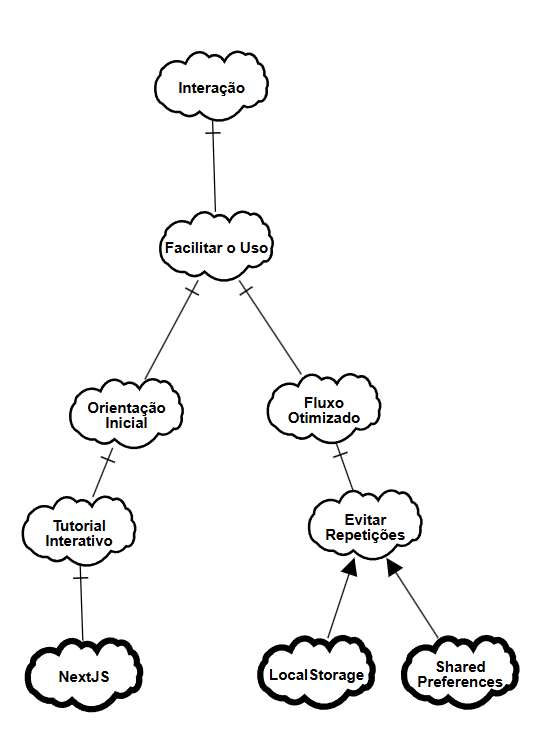 Interação
Facilitar o Uso
Orientação
Inicial
Fluxo
Otimizado
Tutorial
Interativo
Evitar
Repetições
NextJS
LocalStorage
Shared
Preferences